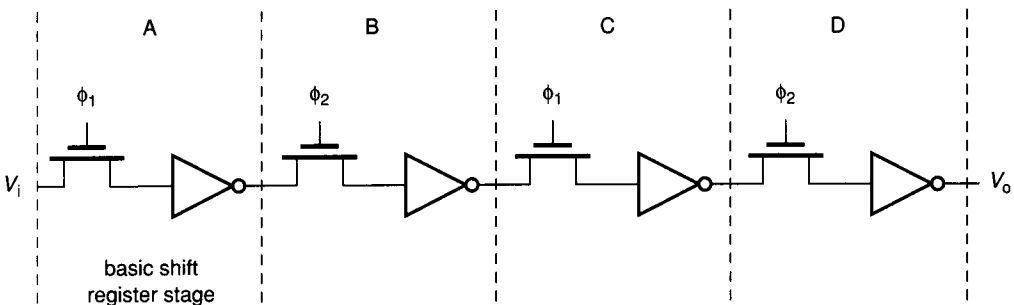 A B C D
ϕ₁ ϕ₂ ϕ₁ ϕ₂
Vᵢ Vₒ
basic shift
register stage